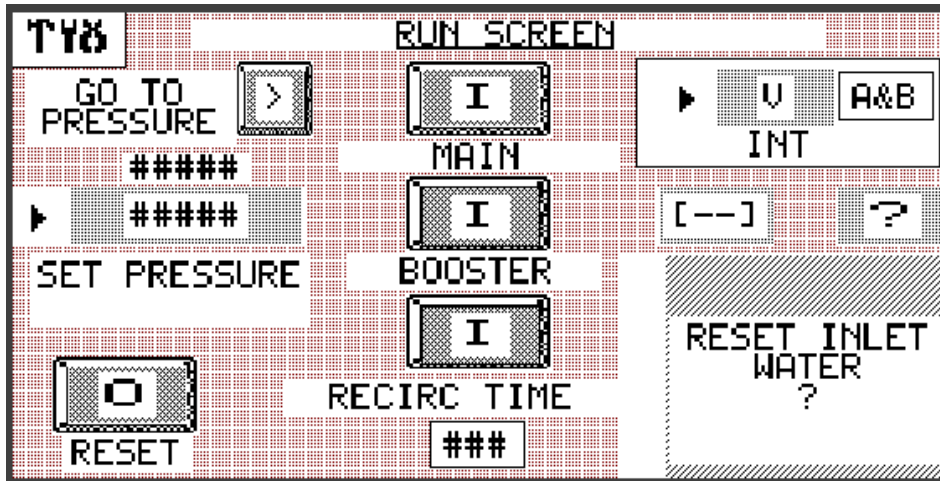 RUN SCREEN
GO TO
PRESSURE
>
#####
#####
SET PRESSURE
O
RESET
I
MAIN
I
BOOSTER
I
RECIRC TIME
###
V
A&B
INT
[--]
?
RESET INLET
WATER
?